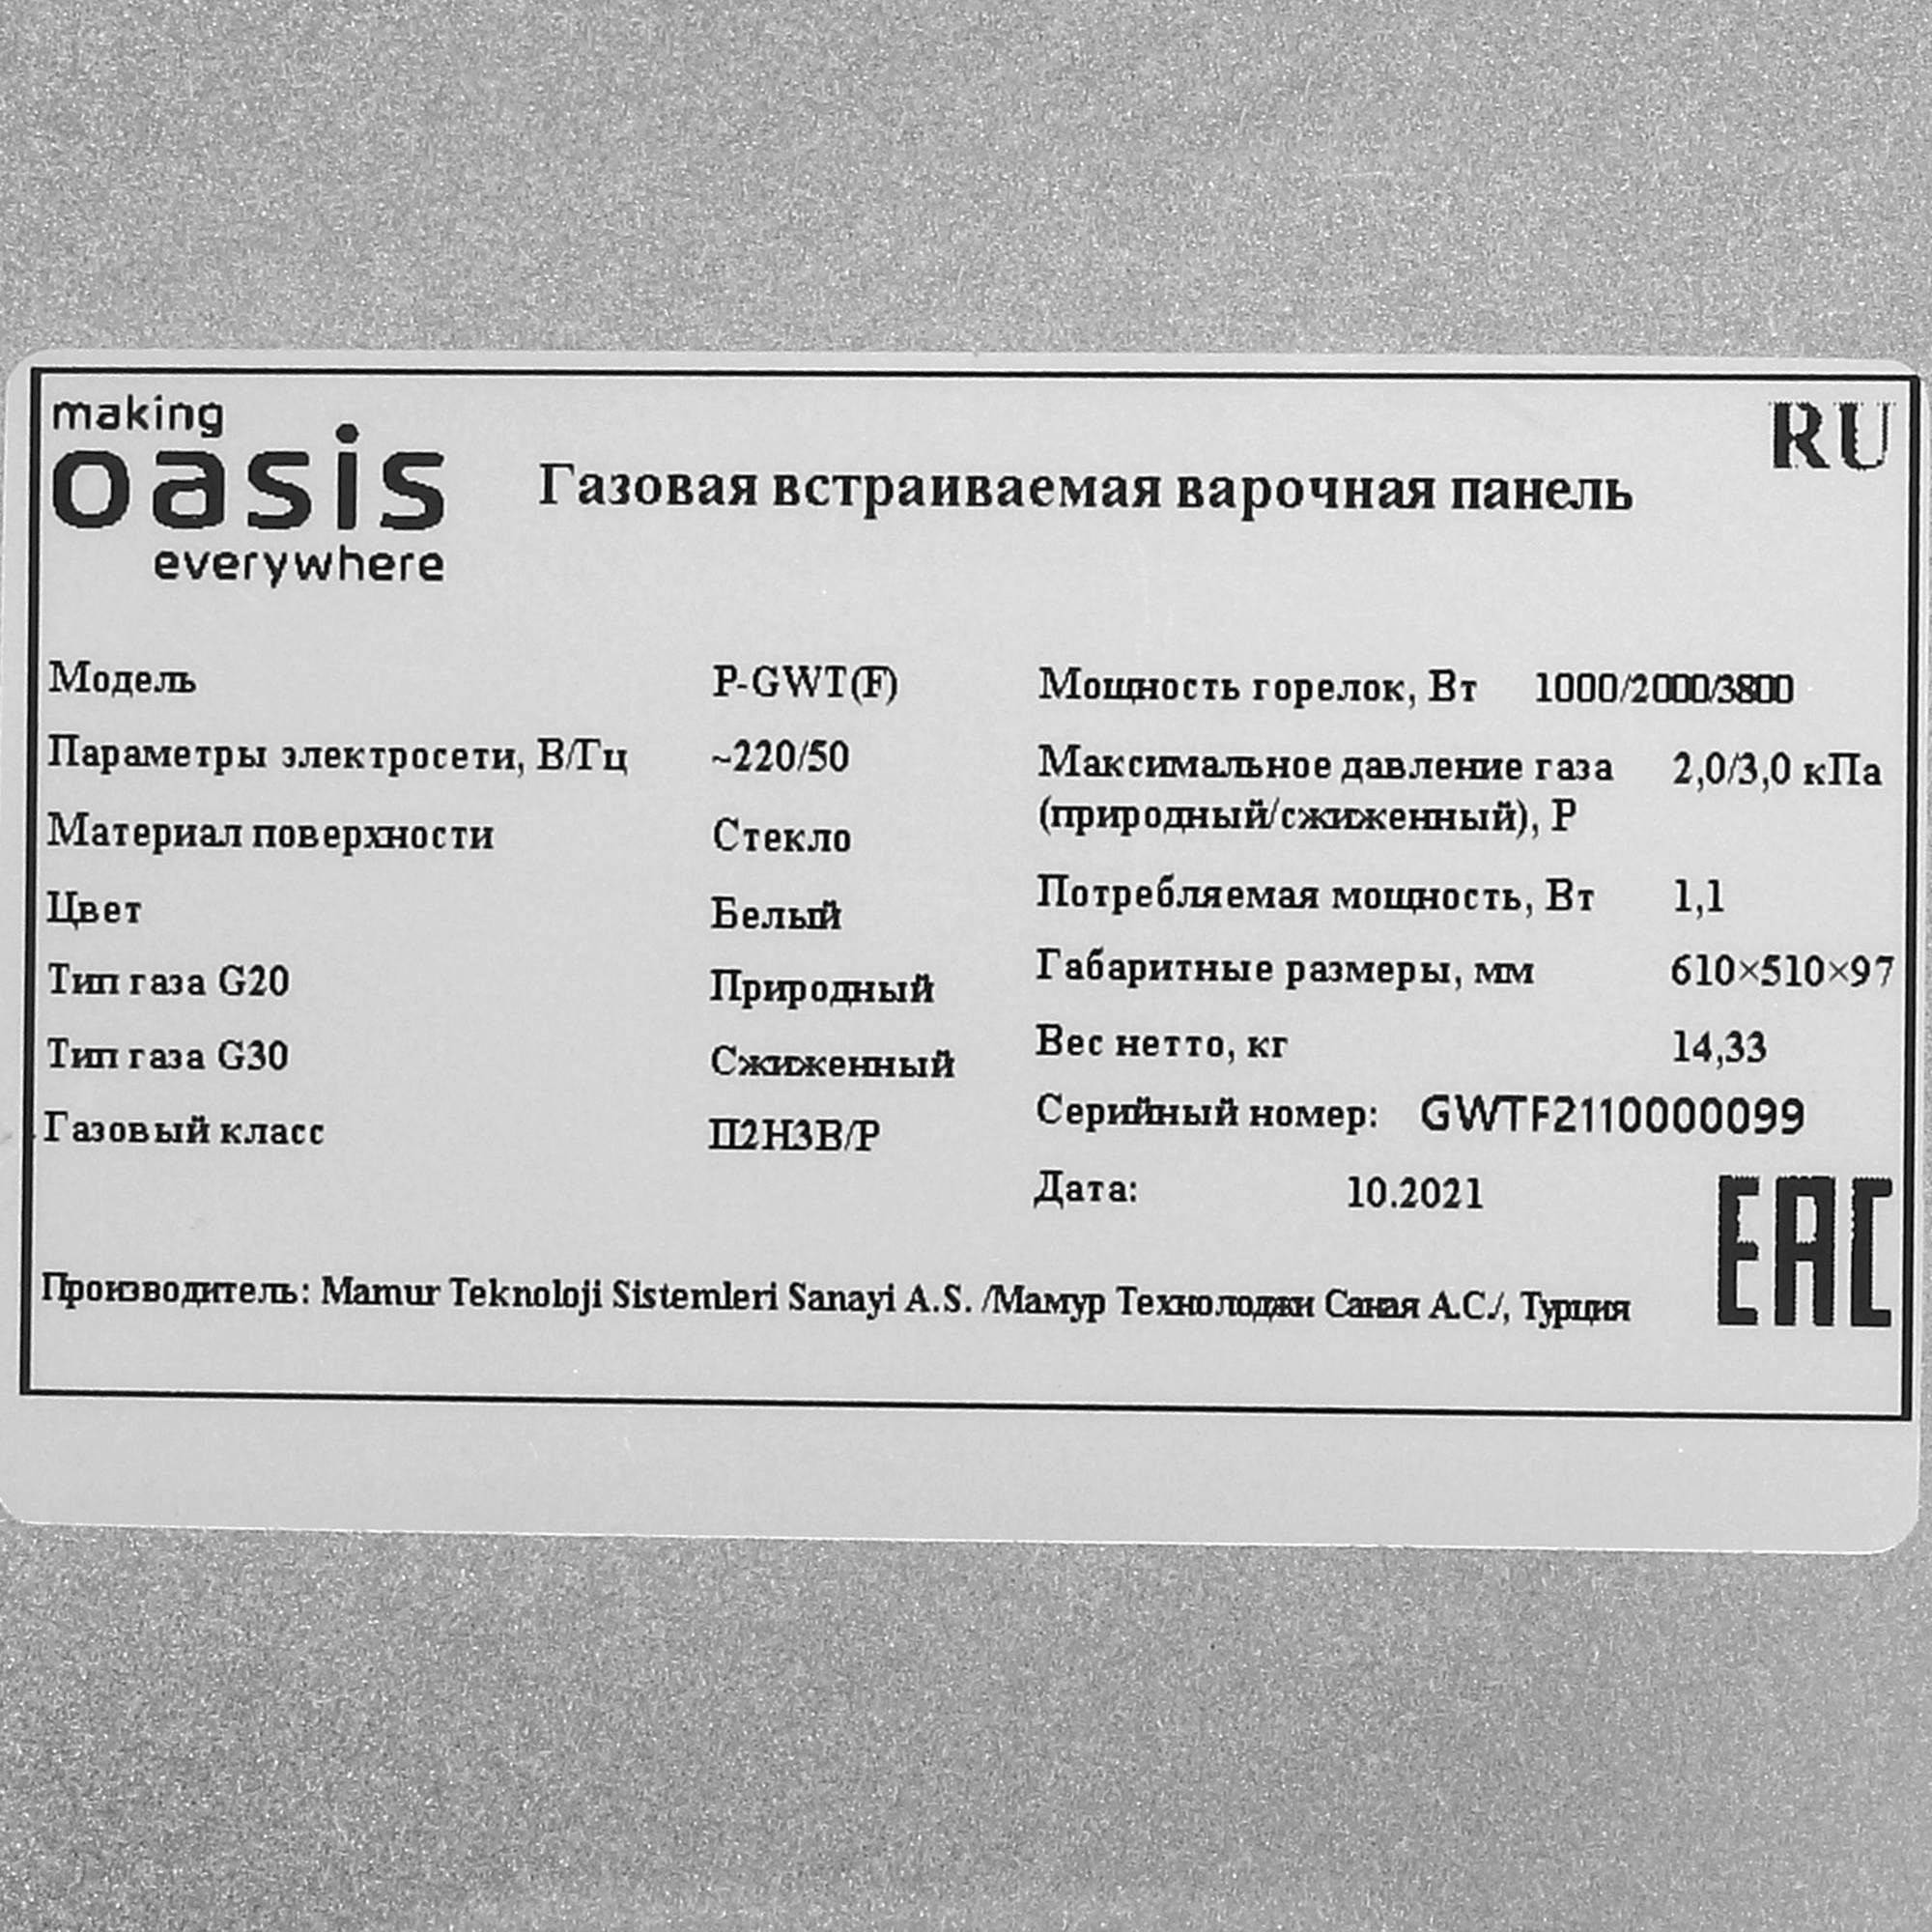 making
oasis
everywhere
RU
Газовая встраиваемая варочная панель
Модель P-GWT(F)
Параметры электросети, В/Гц ~220/50
Материал поверхности Стекло
Цвет Белый
Тип газа G20 Природный
Тип газа G30 Сжиженный
Газовый класс П2Н3В/Р
Мощность горелок, Вт 1000/2000/3800
Максимальное давление газа 2,0/3,0 кПа
(природный/сжиженный), Р
Потребляемая мощность, Вт 1,1
Габаритные размеры, мм 610×510×97
Вес нетто, кг 14,33
Серийный номер: GWTF2110000099
Дата: 10.2021
EAC
Производитель: Mamur Teknoloji Sistemleri Sanayi A.S. /Мамур Технолоджи Саная А.С./, Турция